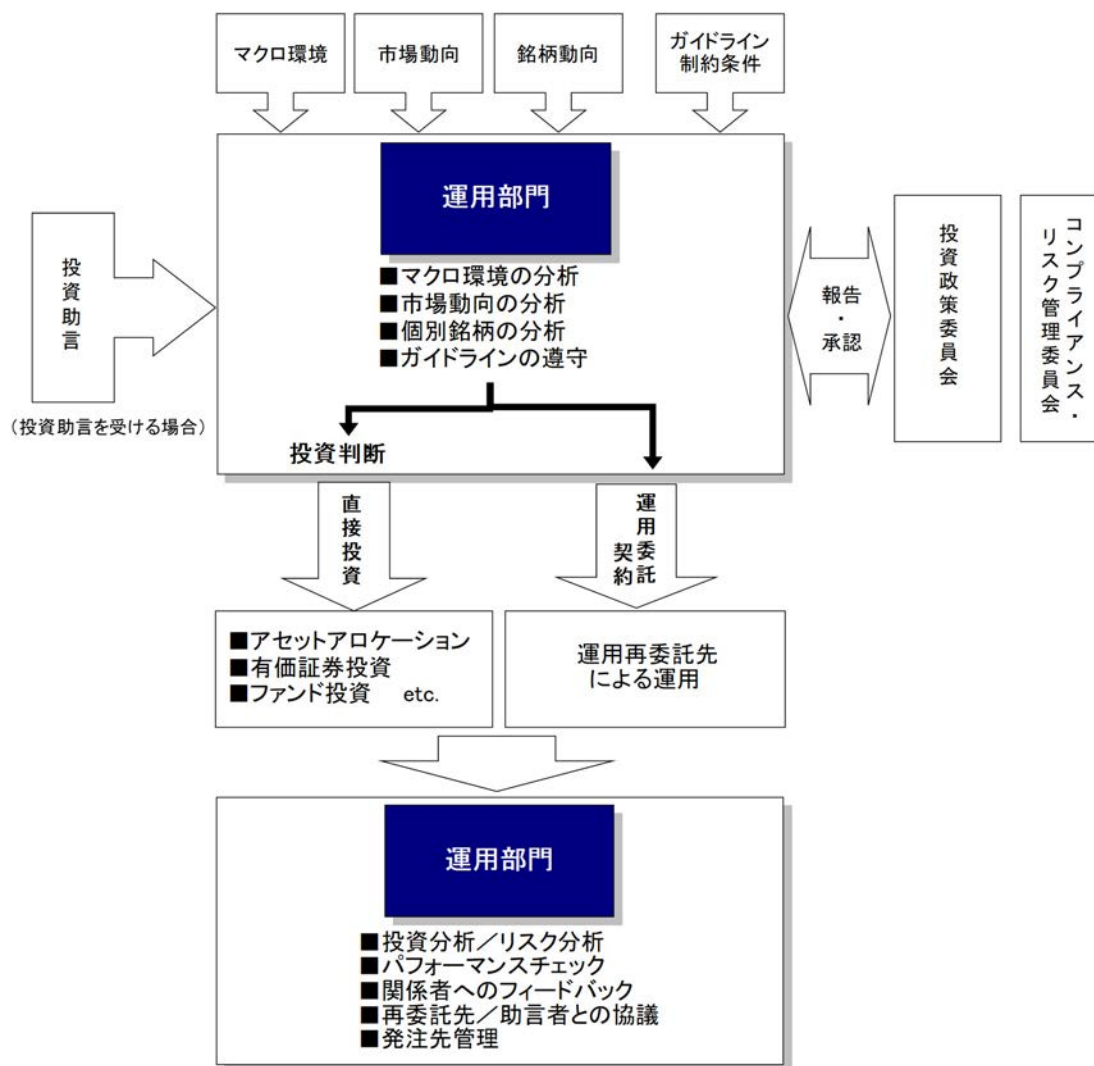 マクロ環境
市場動向
銘柄動向
ガイドライン
制約条件
運用部門
■マクロ環境の分析
■市場動向の分析
■個別銘柄の分析
■ガイドラインの遵守
投資助言
(投資助言を受ける場合)
報告
・
承認
投資政策委員会
コンプライアンス・
リスク管理委員会
投資判断
直接投資
運用委託
契約
■アセットアロケーション
■有価証券投資
■ファンド投資 etc.
運用再委託先
による運用
運用部門
■投資分析／リスク分析
■パフォーマンスチェック
■関係者へのフィードバック
■再委託先／助言者との協議
■発注先管理